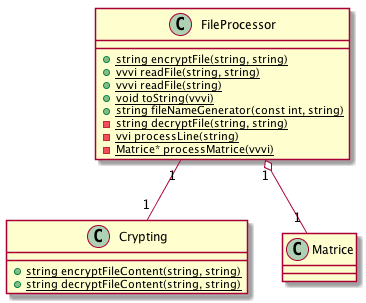 C FileProcessor
string encryptFile(string, string)
vvvi readFile(string, string)
vvvi readFile(string)
void toString(vvvi)
string fileNameGenerator(const int, string)
string decryptFile(string, string)
vvi processLine(string)
Matrice* processMatrice(vvvi)
1 1
1 1
C Crypting
string encryptFileContent(string, string)
string decryptFileContent(string, string)
C Matrice